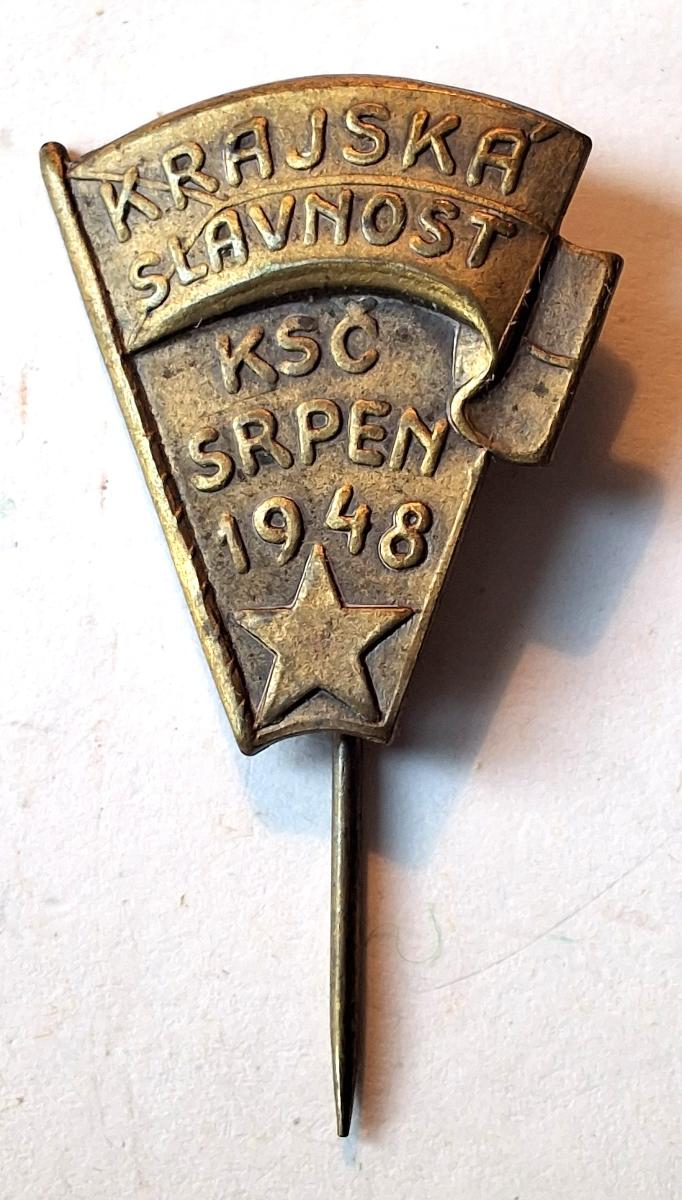 KRAJSKÁ
SLAVNOST
KSČ
SRPEN
1948